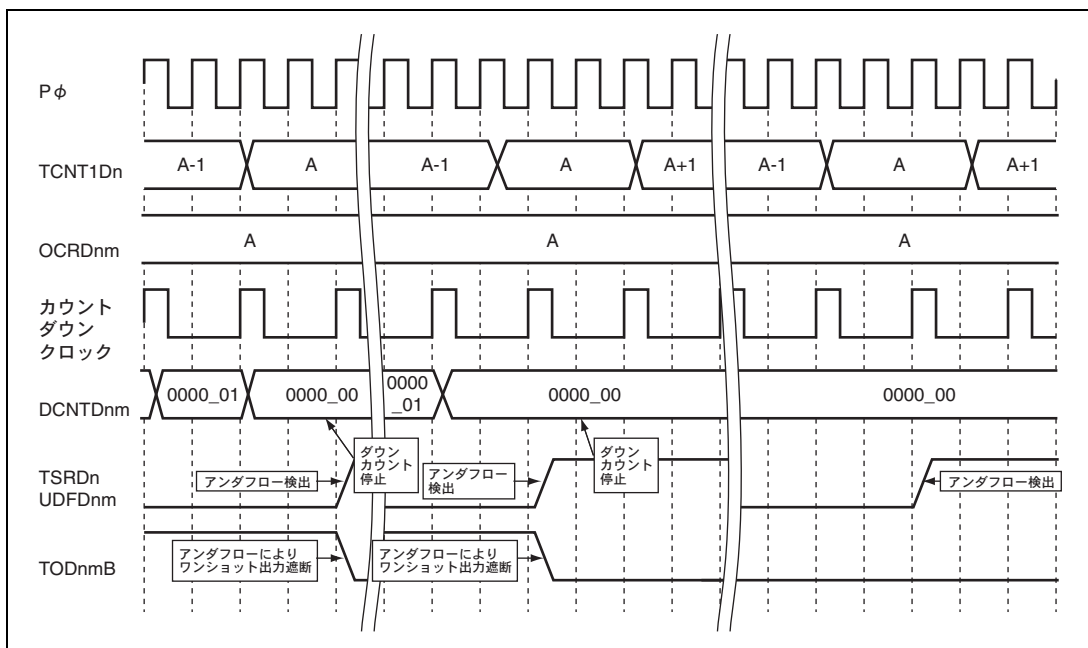 Pφ
TCNT1Dn
A-1
A
A-1
A
A+1
A-1
A
A+1
OCRDnm
A
A
A
カウント
ダウン
クロック
DCNTDnm
0000_01
0000_00
0000
_01
0000_00
0000_00
TSRDn
UDFDnm
アンダフロー検出
ダウン
カウント
停止
アンダフロー
検出
ダウン
カウント
停止
アンダフロー検出
TODnmB
アンダフローにより
ワンショット出力遮断
アンダフローにより
ワンショット出力遮断